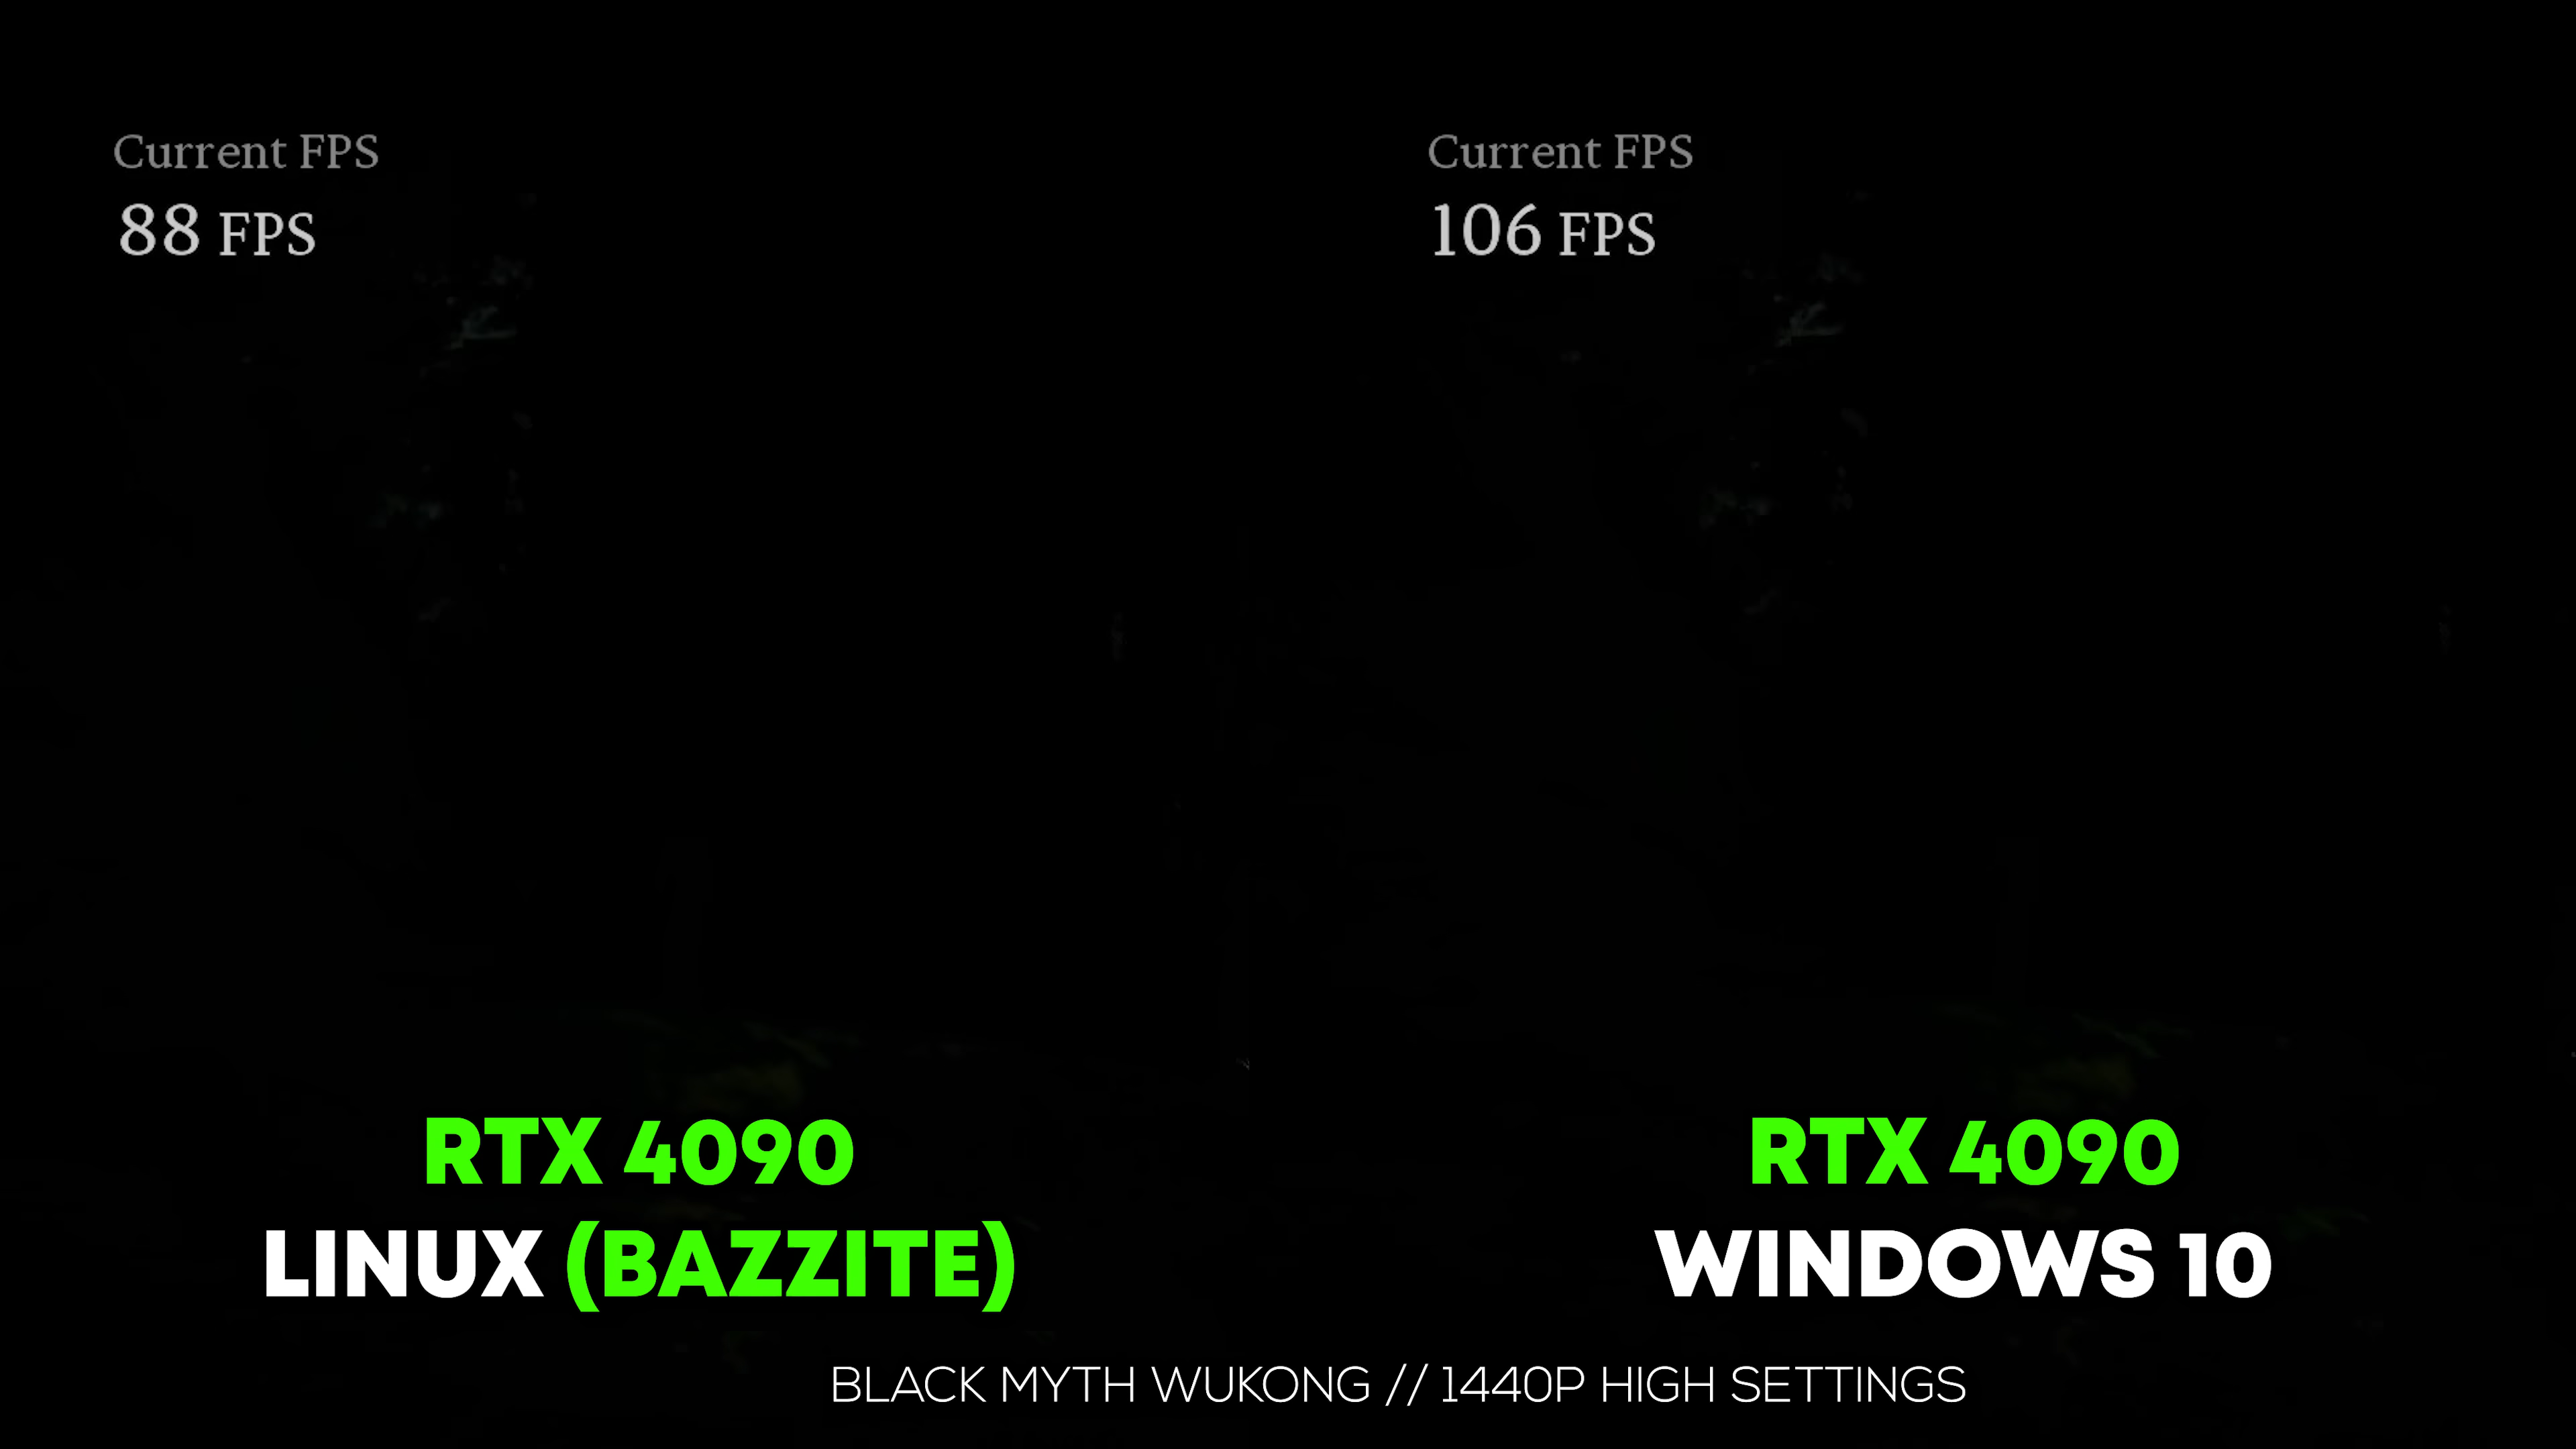 Current FPS
88 FPS
Current FPS
106 FPS
RTX 4090
LINUX (BAZZITE)
RTX 4090
WINDOWS 10
BLACK MYTH WUKONG // 1440P HIGH SETTINGS